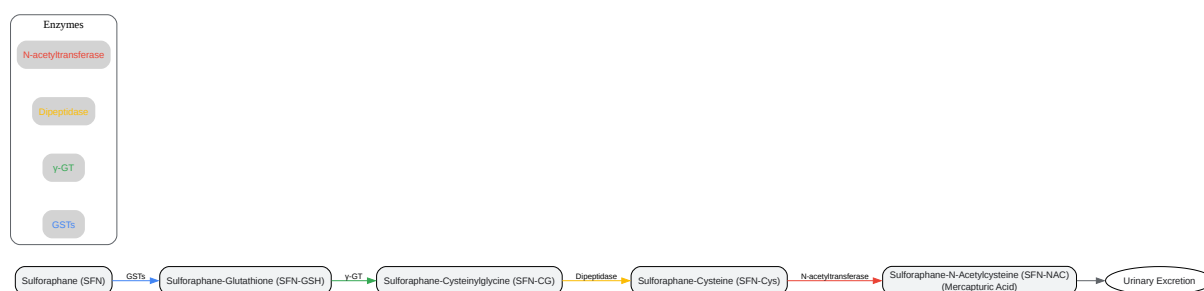 Enzymes
N-acetyltransferase
Dipeptidase
γ-GT
GSTs
Sulforaphane (SFN)
GSTs
Sulforaphane-Glutathione (SFN-GSH)
γ-GT
Sulforaphane-Cysteinylglycine (SFN-CG)
Dipeptidase
Sulforaphane-Cysteine (SFN-Cys)
N-acetyltransferase
Sulforaphane-N-Acetylcysteine (SFN-NAC)
(Mercapturic Acid)
Urinary Excretion